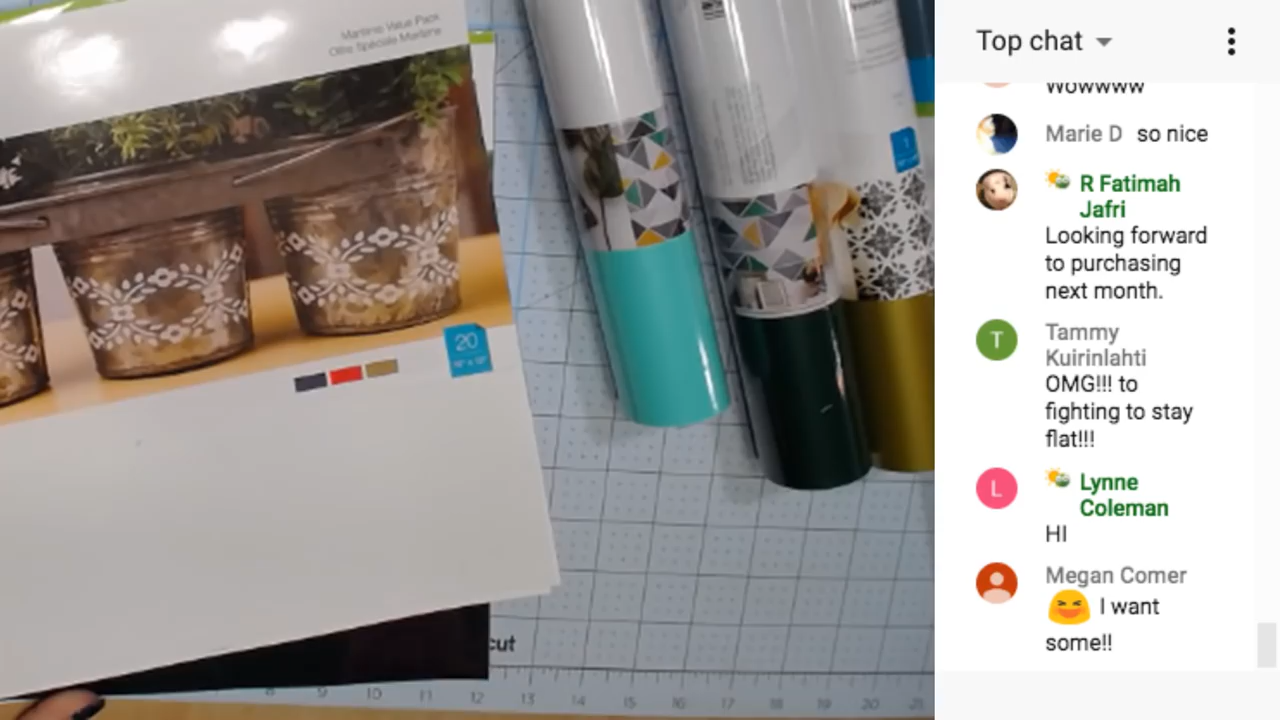 Maritimo Value Pack
Offre Spéciale Maritime
20
cut
8 9 10 11 12 13 14 15 16 17 18 19 20 21
Top chat
Wowwww
Marie D so nice
R Fatimah
Jafri
Looking forward
to purchasing
next month.
Tammy
Kuirinlahti
OMG!!! to
fighting to stay
flat!!!
Lynne
Coleman
HI
Megan Comer
I want
some!!